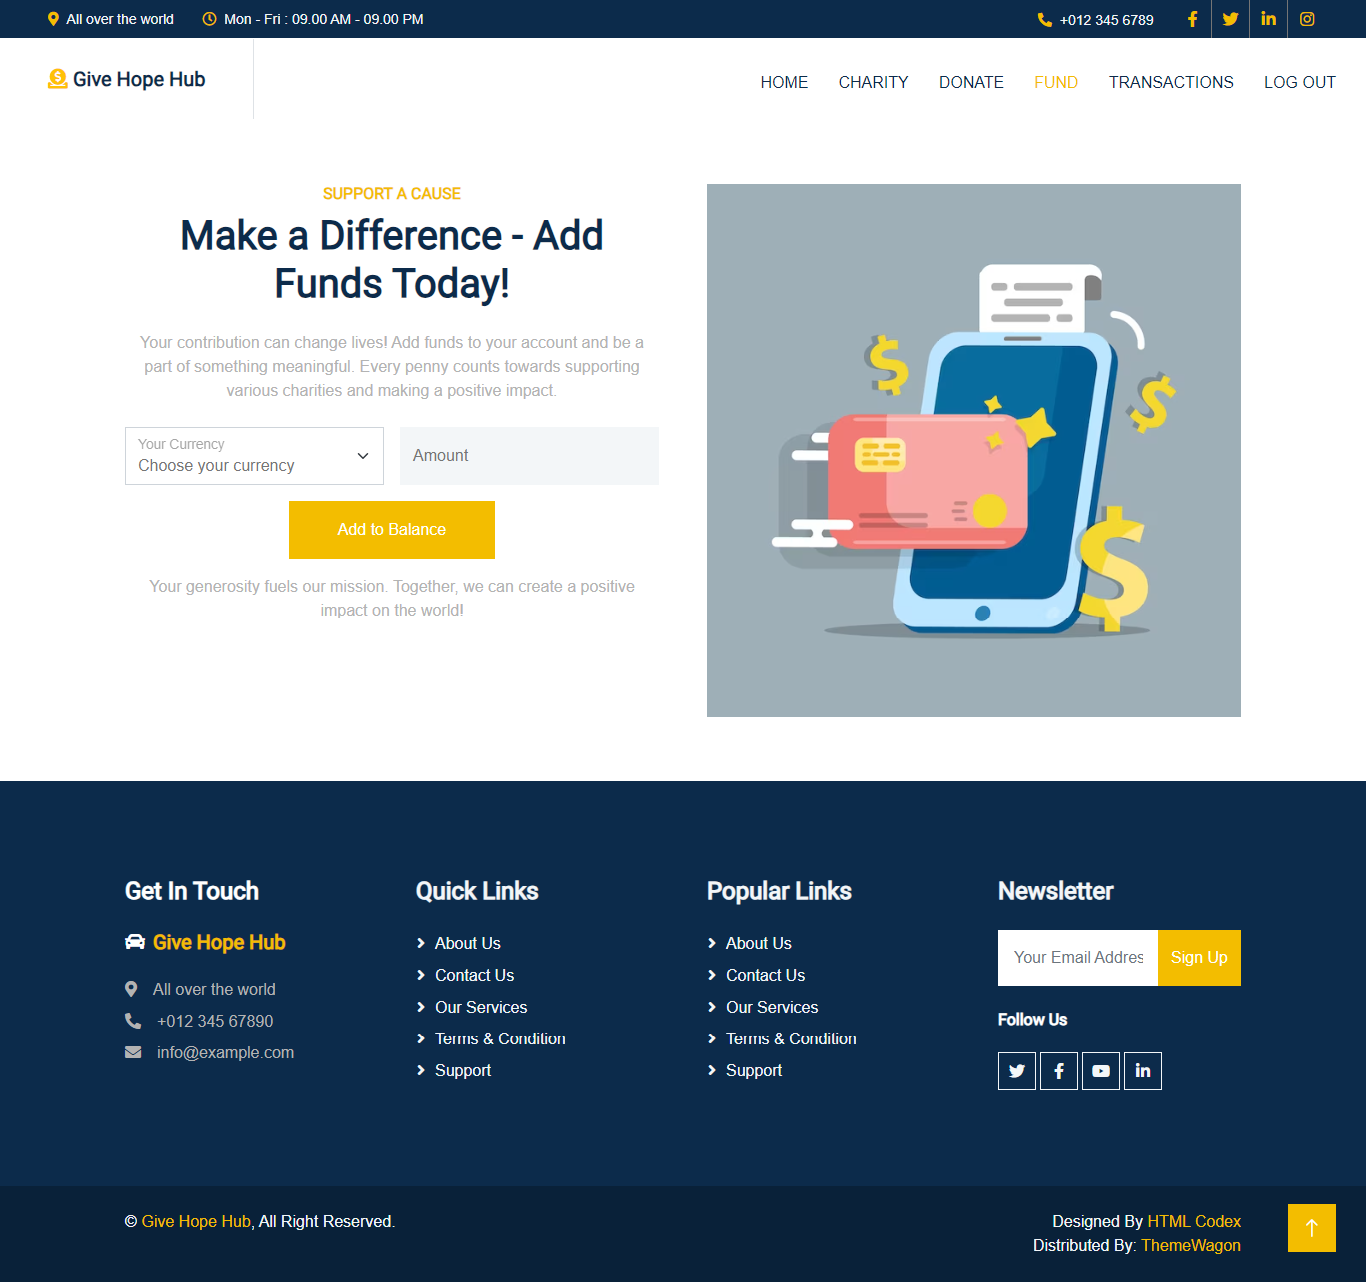 All over the world
Mon - Fri : 09.00 AM - 09.00 PM
+012 345 6789
Give Hope Hub
HOME
CHARITY
DONATE
FUND
TRANSACTIONS
LOG OUT
SUPPORT A CAUSE
Make a Difference - Add
Funds Today!
Your contribution can change lives! Add funds to your account and be a
part of something meaningful. Every penny counts towards supporting
various charities and making a positive impact.
Your Currency
Choose your currency
Amount
Add to Balance
Your generosity fuels our mission. Together, we can create a positive
impact on the world!
$
$
$
Get In Touch
Give Hope Hub
All over the world
+012 345 67890
info@example.com
Quick Links
About Us
Contact Us
Our Services
Terms & Condition
Support
Popular Links
About Us
Contact Us
Our Services
Terms & Condition
Support
Newsletter
Your Email Addres
Sign Up
Follow Us
© Give Hope Hub, All Right Reserved.
Designed By HTML Codex
Distributed By: ThemeWagon